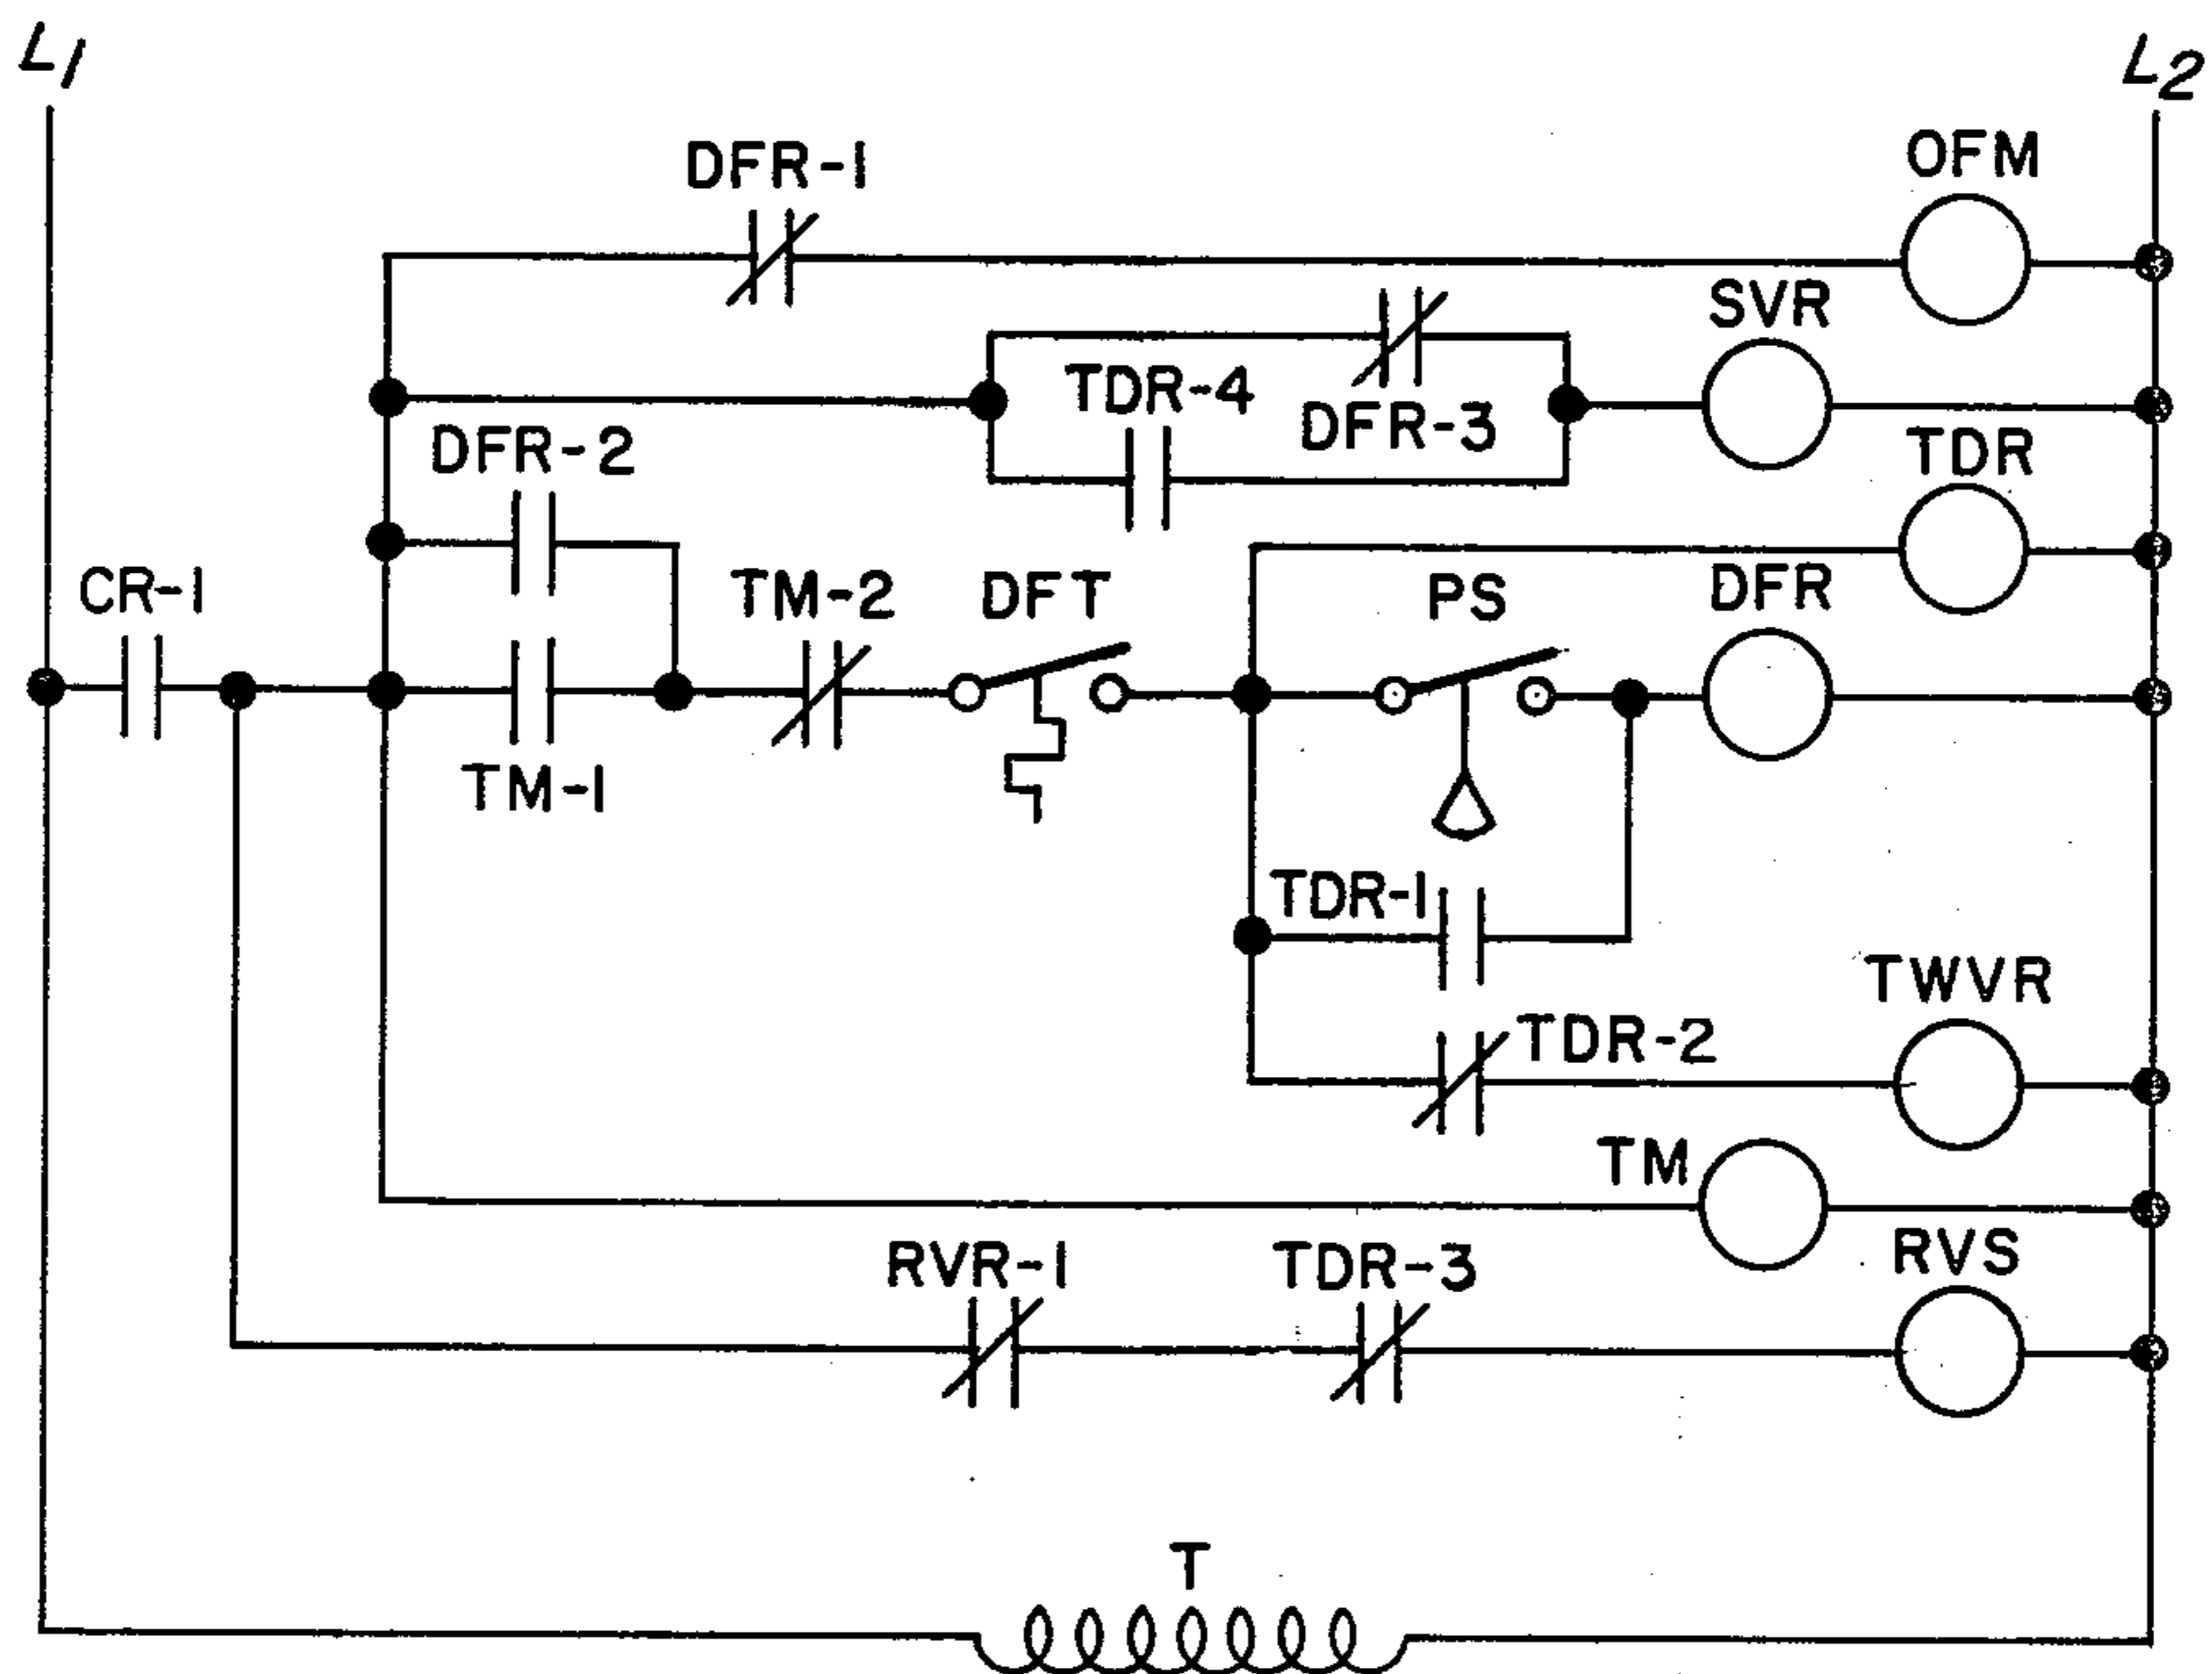 L1
L2
DFR-1
OFM
SVR
TDR-4
DFR-3
DFR-2
TDR
CR-1
TM-2
DFT
PS
DFR
TM-1
TDR-1
TWVR
TDR-2
TM
RVR-1
TDR-3
RVS
T